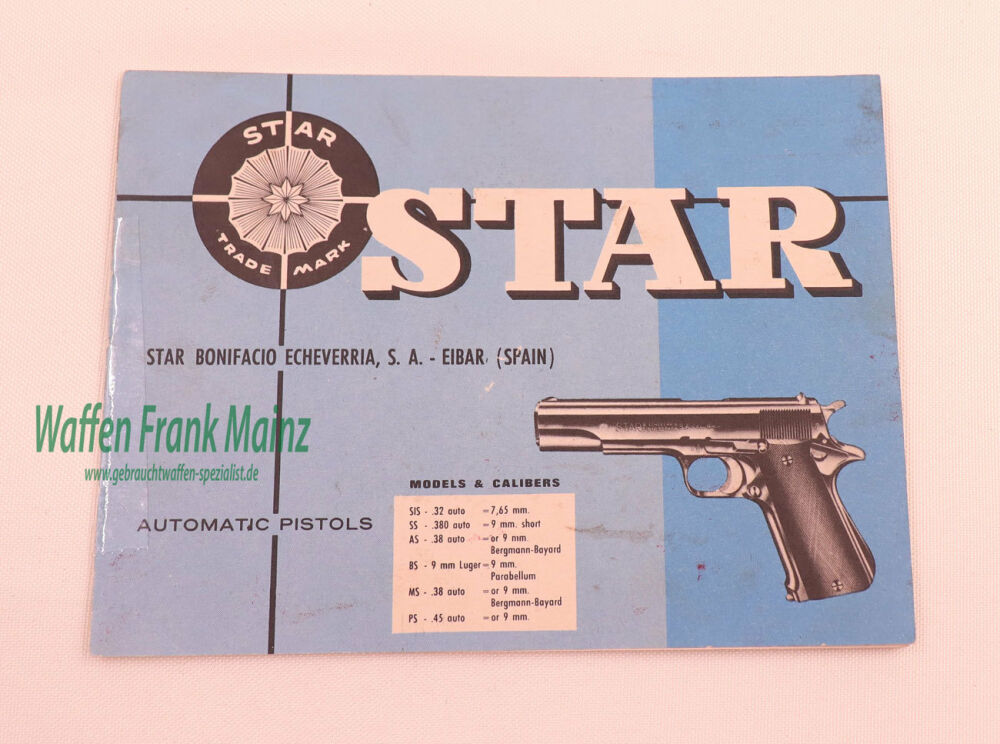 STAR
TRADE MARK
STAR
STAR BONIFACIO ECHEVERRIA, S. A. - EIBAR. (SPAIN)
Waffen Frank Mainz
www.gebrauchtwaffen-spezialist.de
STAR
AUTOMATIC PISTOLS
MODELS & CALIBERS
SIS - .32 auto = 7,65 mm.
SS - .380 auto = 9 mm. short
AS - .38 auto = or 9 mm.
Bergmann-Bayard
BS - 9 mm Luger = 9 mm.
Parabellum
MS - .38 auto = or 9 mm.
Bergmann-Bayard
PS - .45 auto = or 9 mm.